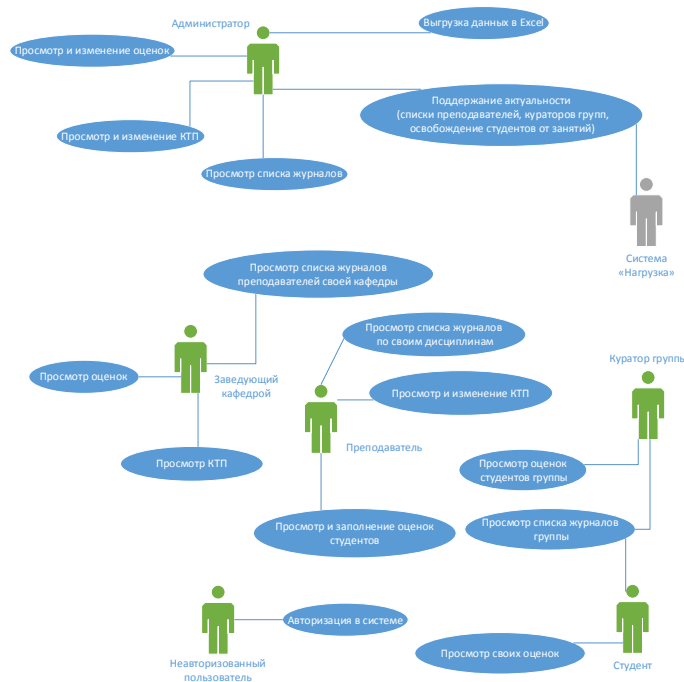 Администратор
Выгрузка данных в Excel
Просмотр и изменение оценок
Поддержание актуальности
(списки преподавателей, кураторов групп,
освобождение студентов от занятий)
Просмотр и изменение КТП
Просмотр списка журналов
Система
«Нагрузка»
Просмотр списка журналов
преподавателей своей кафедры
Просмотр списка журналов
по своим дисциплинам
Куратор группы
Просмотр оценок
Заведующий
кафедрой
Просмотр и изменение КТП
Преподаватель
Просмотр КТП
Просмотр оценок
студентов группы
Просмотр и заполнение оценок
студентов
Просмотр списка журналов
группы
Авторизация в системе
Просмотр своих оценок
Неавторизованный
пользователь
Студент